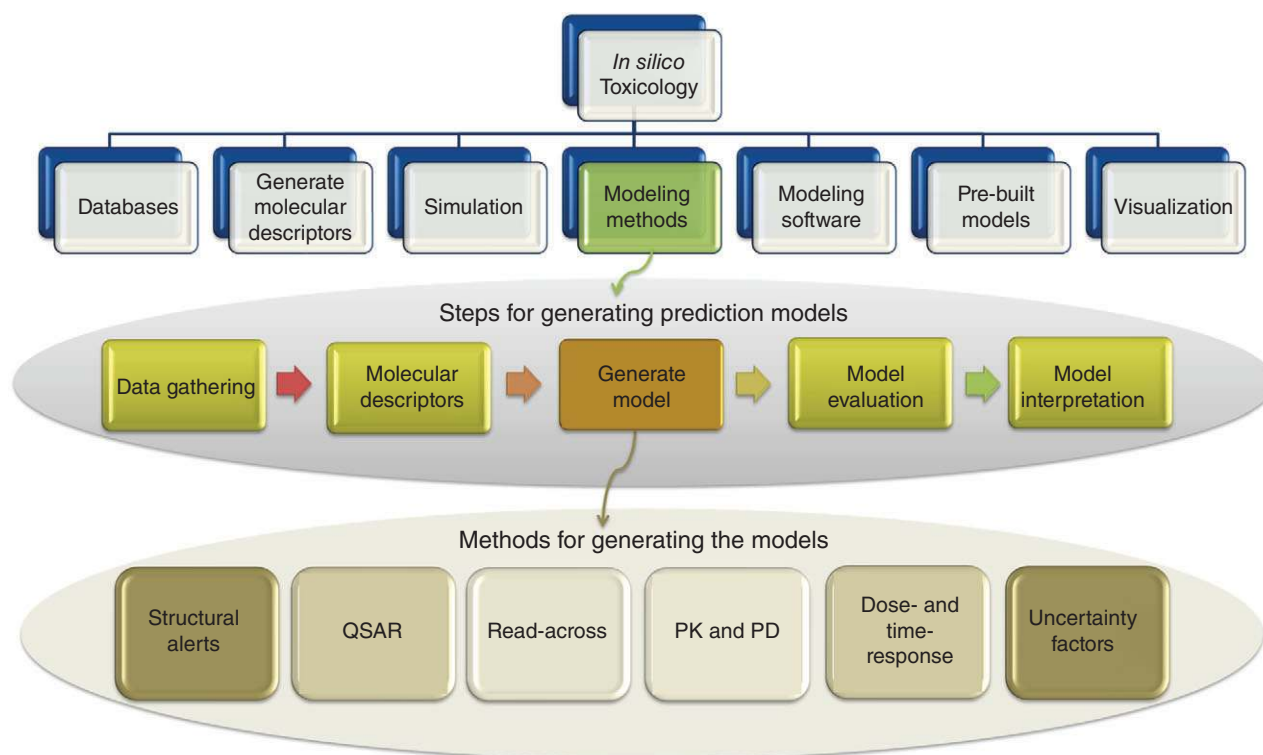 In silico
Toxicology
Databases
Generate
molecular
descriptors
Simulation
Modeling
methods
Modeling
software
Pre-built
models
Visualization
Steps for generating prediction models
Data gathering
Molecular
descriptors
Generate
model
Model
evaluation
Model
interpretation
Methods for generating the models
Structural
alerts
QSAR
Read-across
PK and PD
Dose- and
time-
response
Uncertainty
factors